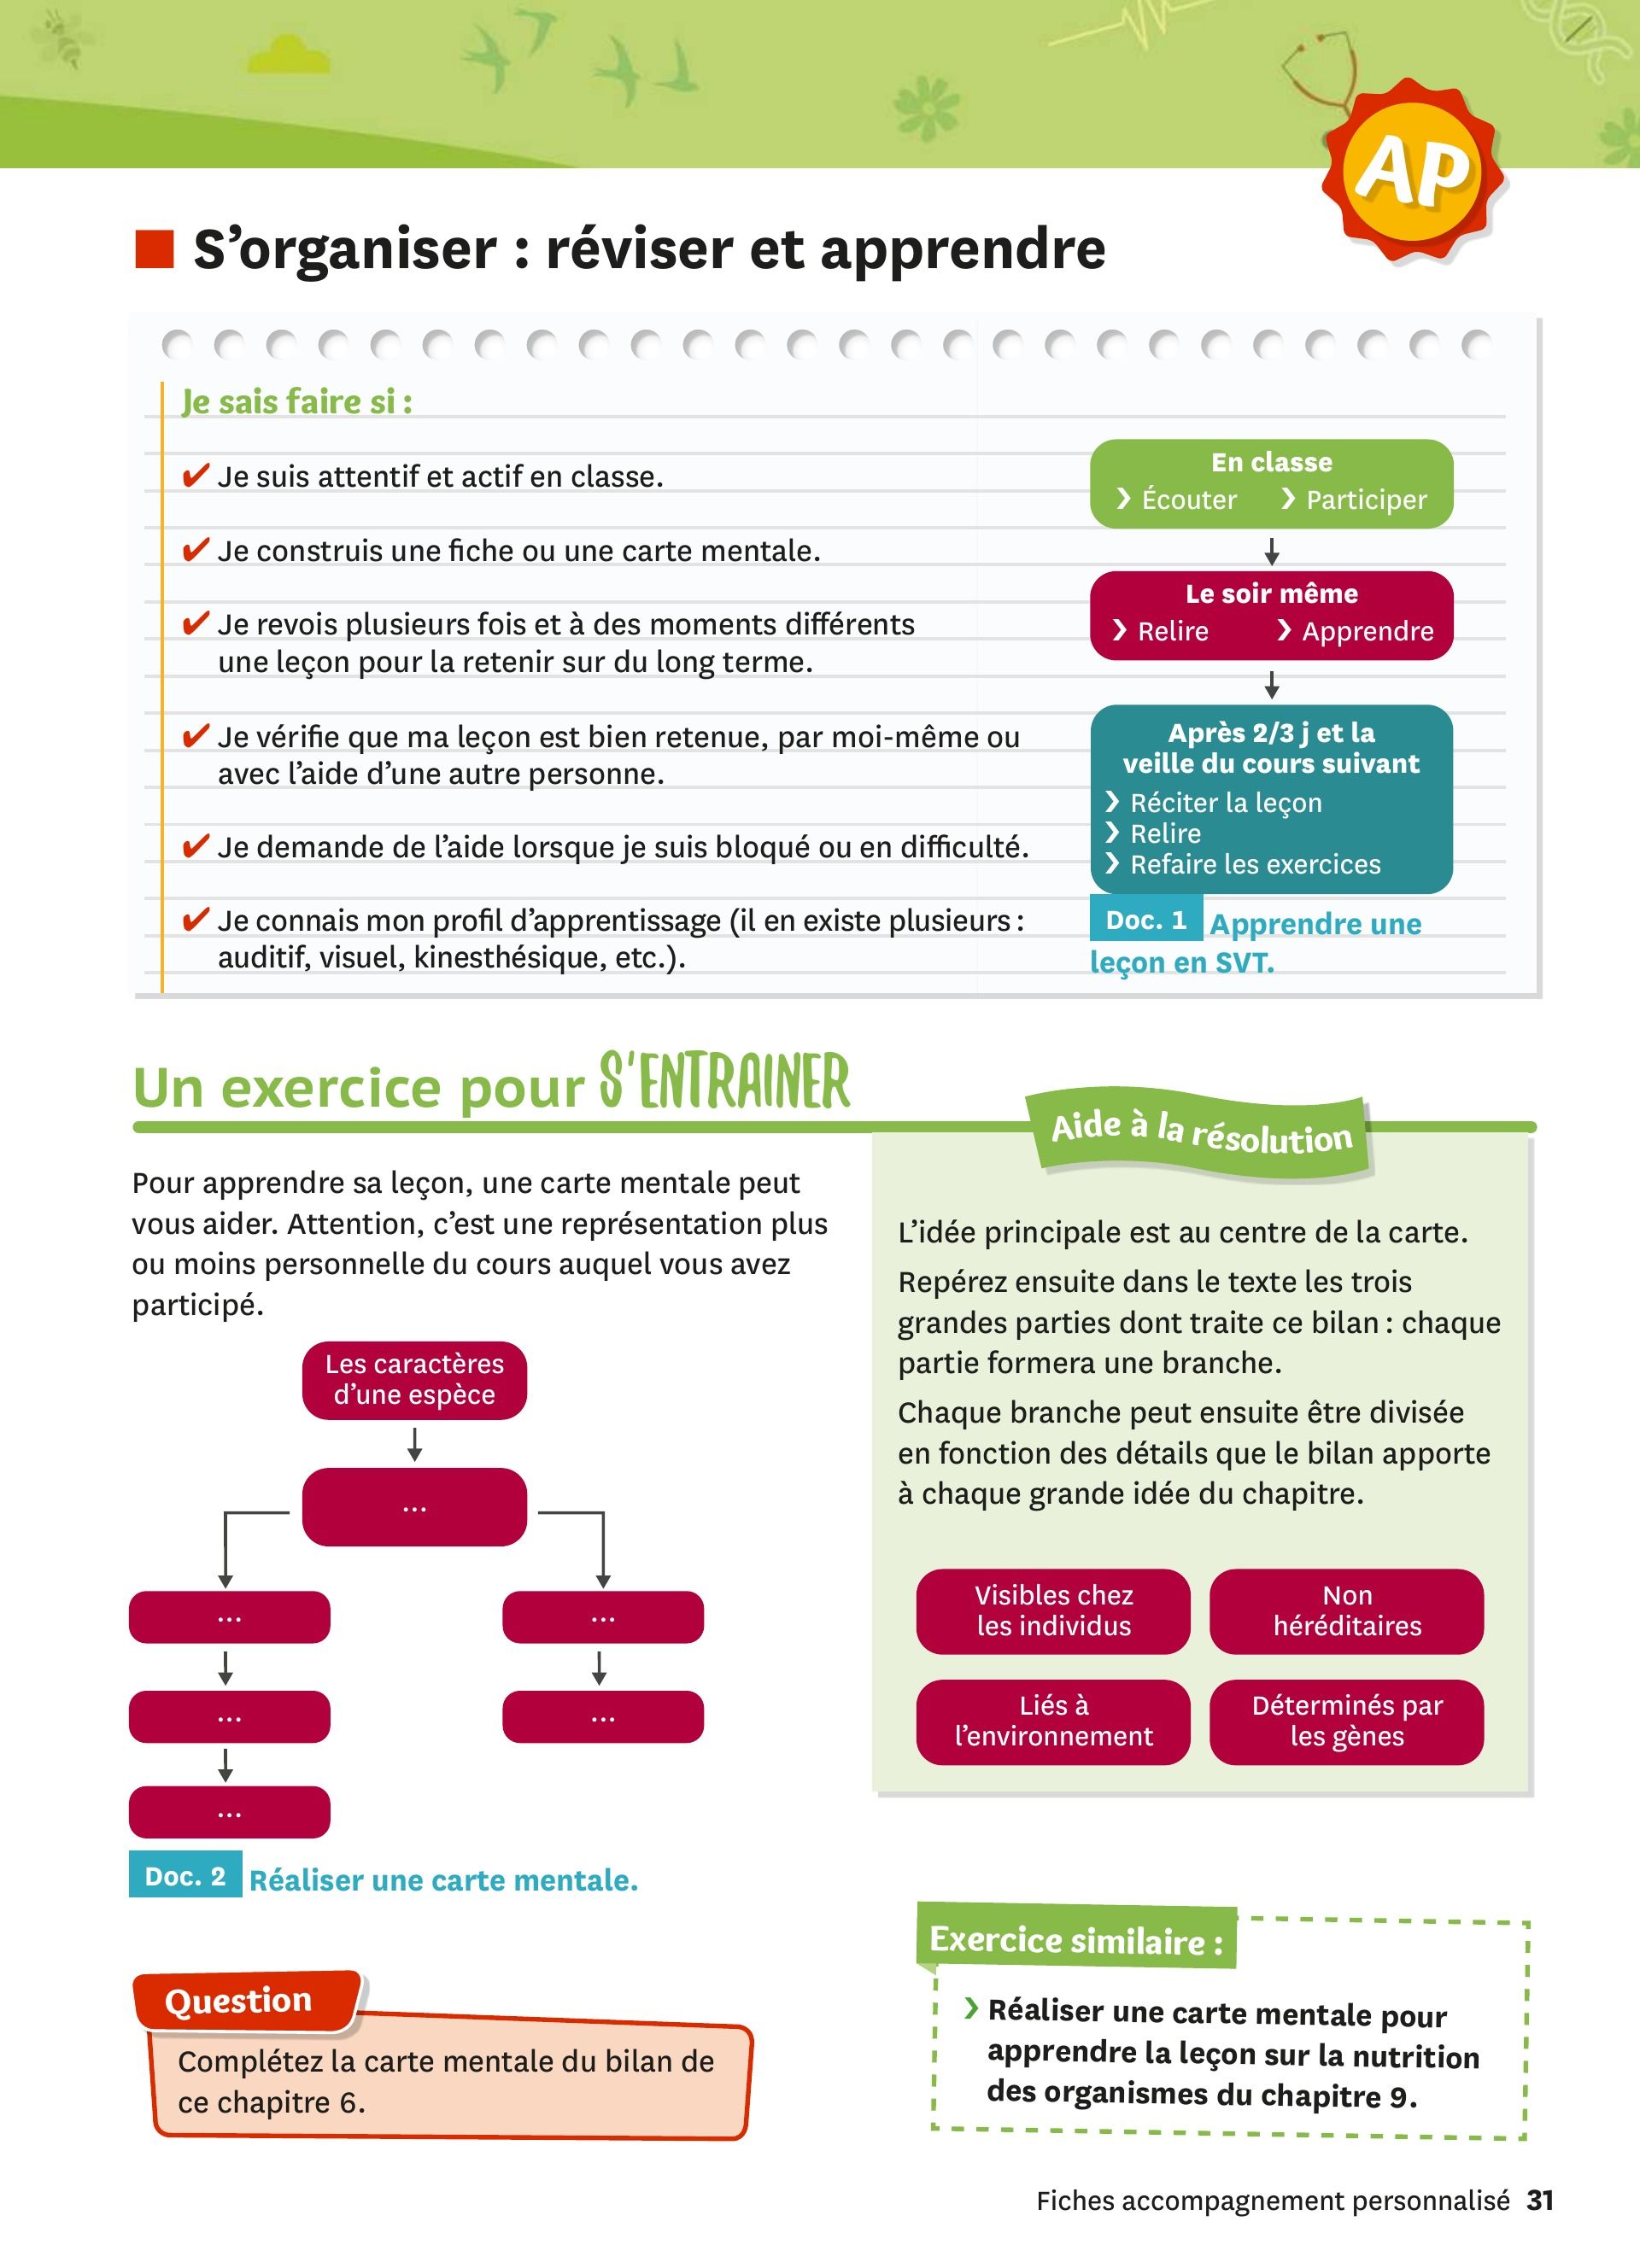 AP
S’organiser : réviser et apprendre
Je sais faire si :
✔ Je suis attentif et actif en classe.
✔ Je construis une fiche ou une carte mentale.
✔ Je revois plusieurs fois et à des moments différents
une leçon pour la retenir sur du long terme.
✔ Je vérifie que ma leçon est bien retenue, par moi-même ou
avec l’aide d’une autre personne.
✔ Je demande de l’aide lorsque je suis bloqué ou en difficulté.
✔ Je connais mon profil d’apprentissage (il en existe plusieurs :
auditif, visuel, kinesthésique, etc.).
En classe
❯ Écouter ❯ Participer
Le soir même
❯ Relire ❯ Apprendre
Après 2/3 j et la
veille du cours suivant
❯ Réciter la leçon
❯ Relire
❯ Refaire les exercices
Doc. 1 Apprendre une
leçon en SVT.
Un exercice pour S’ENTRAINER
Pour apprendre sa leçon, une carte mentale peut
vous aider. Attention, c’est une représentation plus
ou moins personnelle du cours auquel vous avez
participé.
Les caractères
d’une espèce
...
... ...
... ...
...
Doc. 2 Réaliser une carte mentale.
Question
Complétez la carte mentale du bilan de
ce chapitre 6.
Aide à la résolution
L’idée principale est au centre de la carte.
Repérez ensuite dans le texte les trois
grandes parties dont traite ce bilan : chaque
partie formera une branche.
Chaque branche peut ensuite être divisée
en fonction des détails que le bilan apporte
à chaque grande idée du chapitre.
Visibles chez
les individus
Non
héréditaires
Liés à
l’environnement
Déterminés par
les gènes
Exercice similaire :
❯ Réaliser une carte mentale pour
apprendre la leçon sur la nutrition
des organismes du chapitre 9.
Fiches accompagnement personnalisé 31